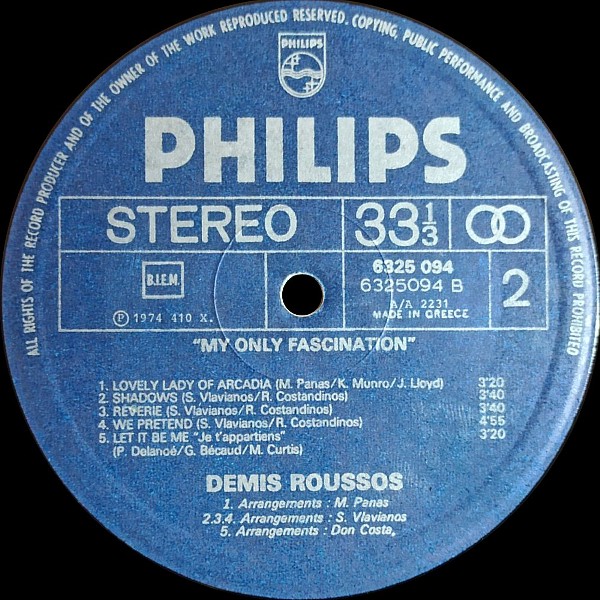 ALL RIGHTS OF THE RECORD PRODUCER AND OF THE OWNER OF THE WORK REPRODUCED RESERVED. COPYING, PUBLIC PERFORMANCE AND BROADCASTING OF THIS RECORD PROHIBITED
PHILIPS
PHILIPS
STEREO 33 1/3
6325 094
6325094 B 2
B.I.E.M.
A/A 2231
Ⓟ 1974 410 X. MADE IN GREECE
"MY ONLY FASCINATION"
1. LOVELY LADY OF ARCADIA (M. Panas/K. Munro/J. Lloyd) 3'20
2. SHADOWS (S. Vlavianos/R. Costandinos) 3'40
3. REVERIE (S. Vlavianos/R. Costandinos) 3'40
4. WE PRETEND (S. Vlavianos/R. Costandinos) 4'55
5. LET IT BE ME "Je t'appartiens" 3'20
(P. Delanoé/G. Bécaud/M. Curtis)
DEMIS ROUSSOS
1. Arrangements : M. Panas
2.3.4. Arrangements : S. Vlavianos
5. Arrangements : Don Costa.